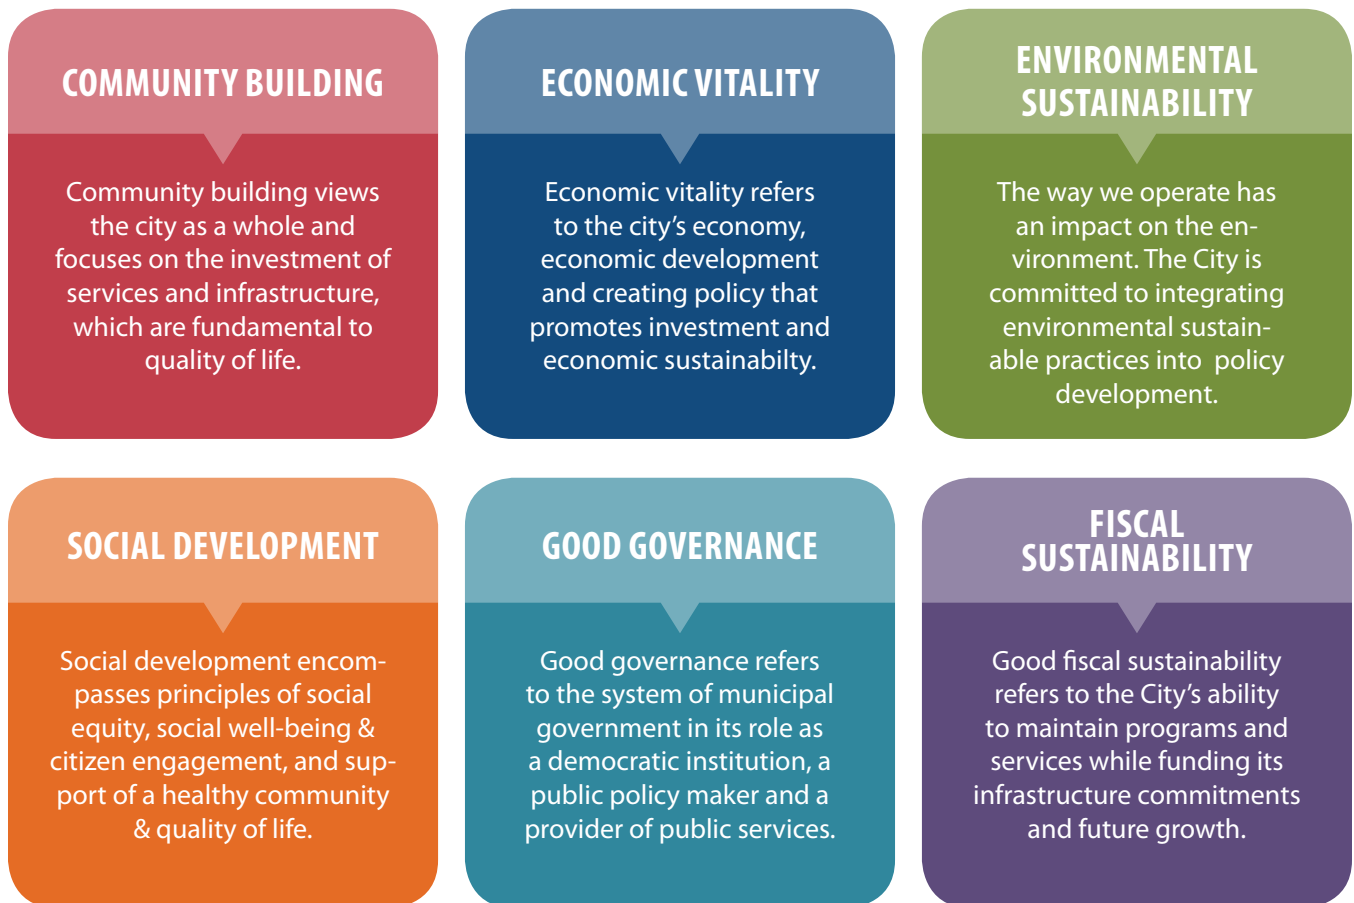 COMMUNITY BUILDING
Community building views
the city as a whole and
focuses on the investment of
services and infrastructure,
which are fundamental to
quality of life.
ECONOMIC VITALITY
Economic vitality refers
to the city’s economy,
economic development
and creating policy that
promotes investment and
economic sustainabilty.
ENVIRONMENTAL
SUSTAINABILITY
The way we operate has
an impact on the en-
vironment. The City is
committed to integrating
environmental sustain-
able practices into  policy
development.
SOCIAL DEVELOPMENT
Social development encom-
passes principles of social
equity, social well-being &
citizen engagement, and sup-
port of a healthy community
& quality of life.
GOOD GOVERNANCE
Good governance refers
to the system of municipal
government in its role as
a democratic institution, a
public policy maker and a
provider of public services.
FISCAL
SUSTAINABILITY
Good fiscal sustainability
refers to the City’s ability
to maintain programs and
services while funding its
infrastructure commitments
and future growth.